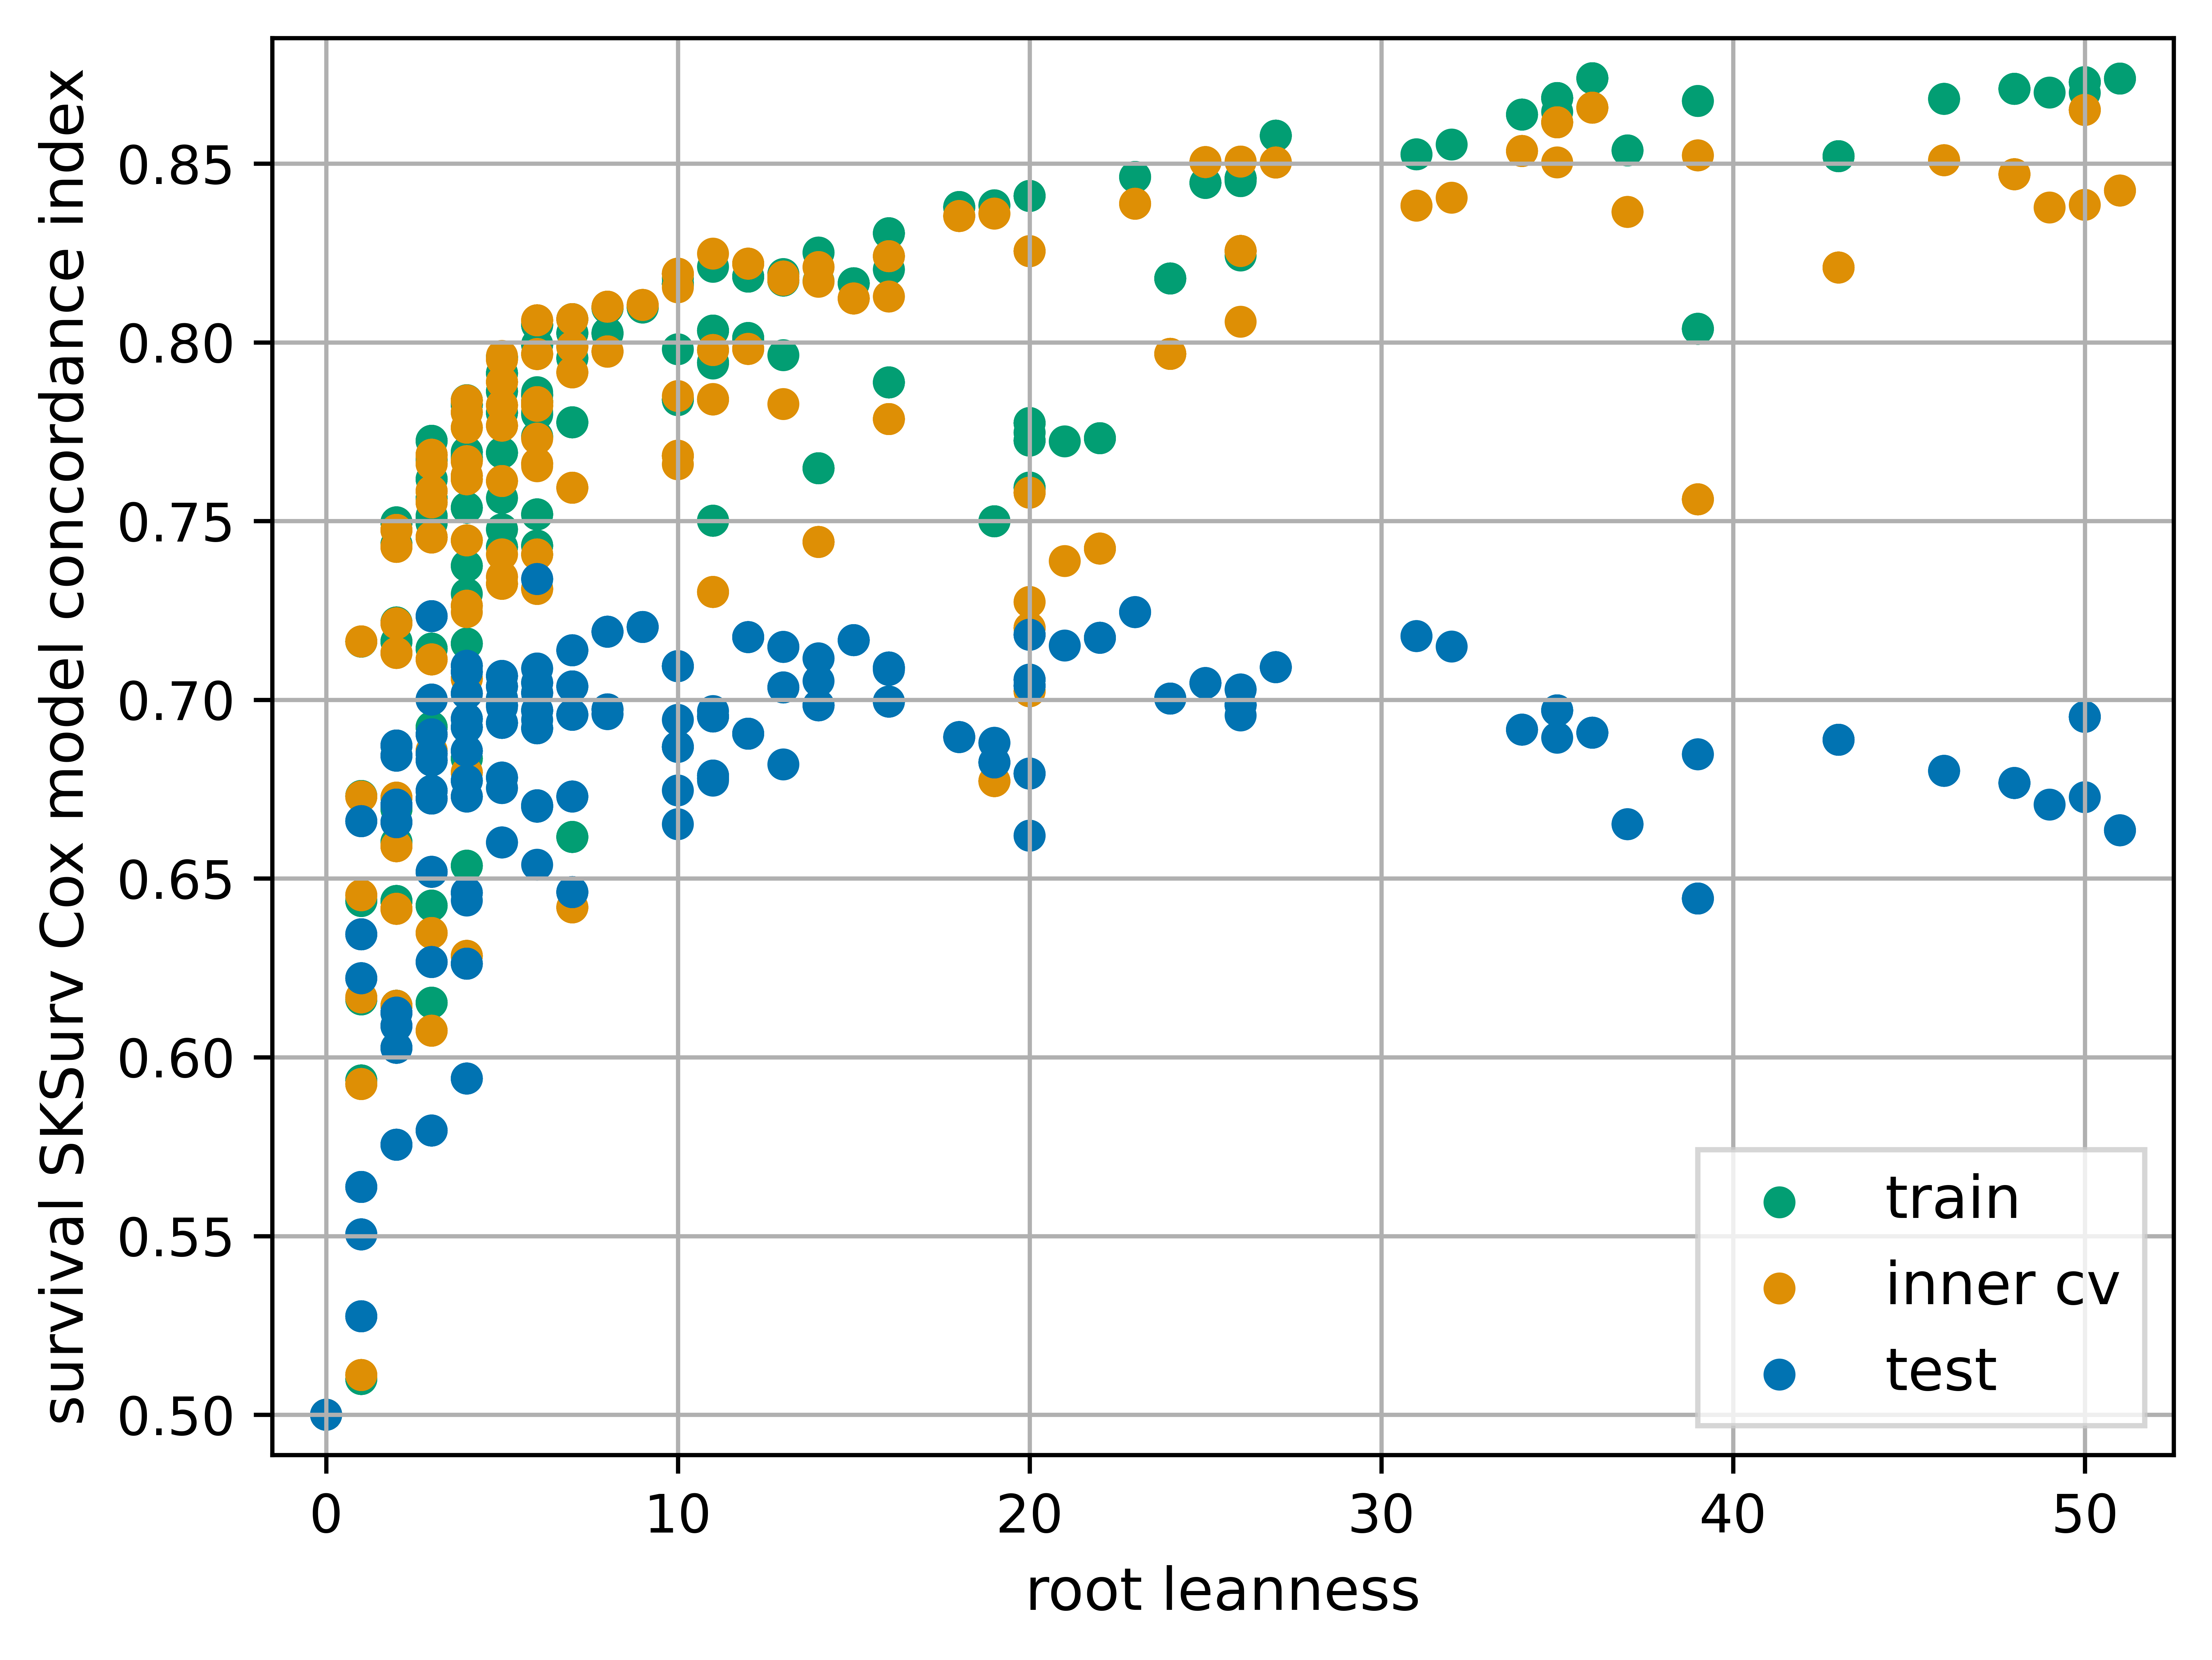 survival SKSurv Cox model concordance index
0.85
0.80
0.75
0.70
0.65
0.60
0.55
0.50
train
inner cv
test
0 10 20 30 40 50
root leanness